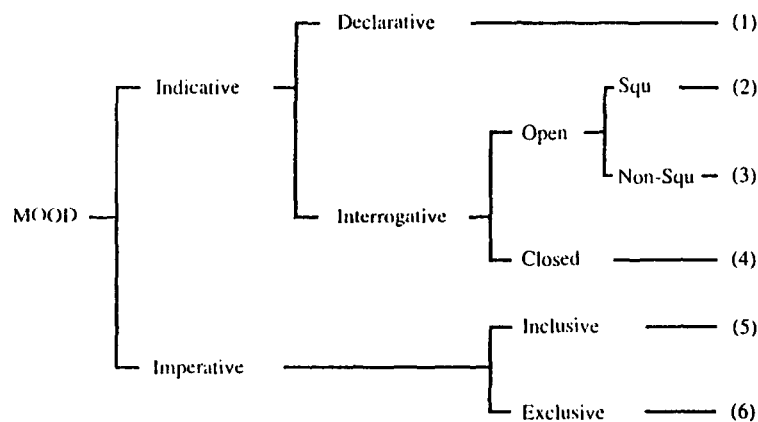 Declarative (1)
Indicative Squ (2)
Open
Non-Squ (3)
MOOD Interrogative
Closed (4)
Inclusive (5)
Imperative
Exclusive (6)